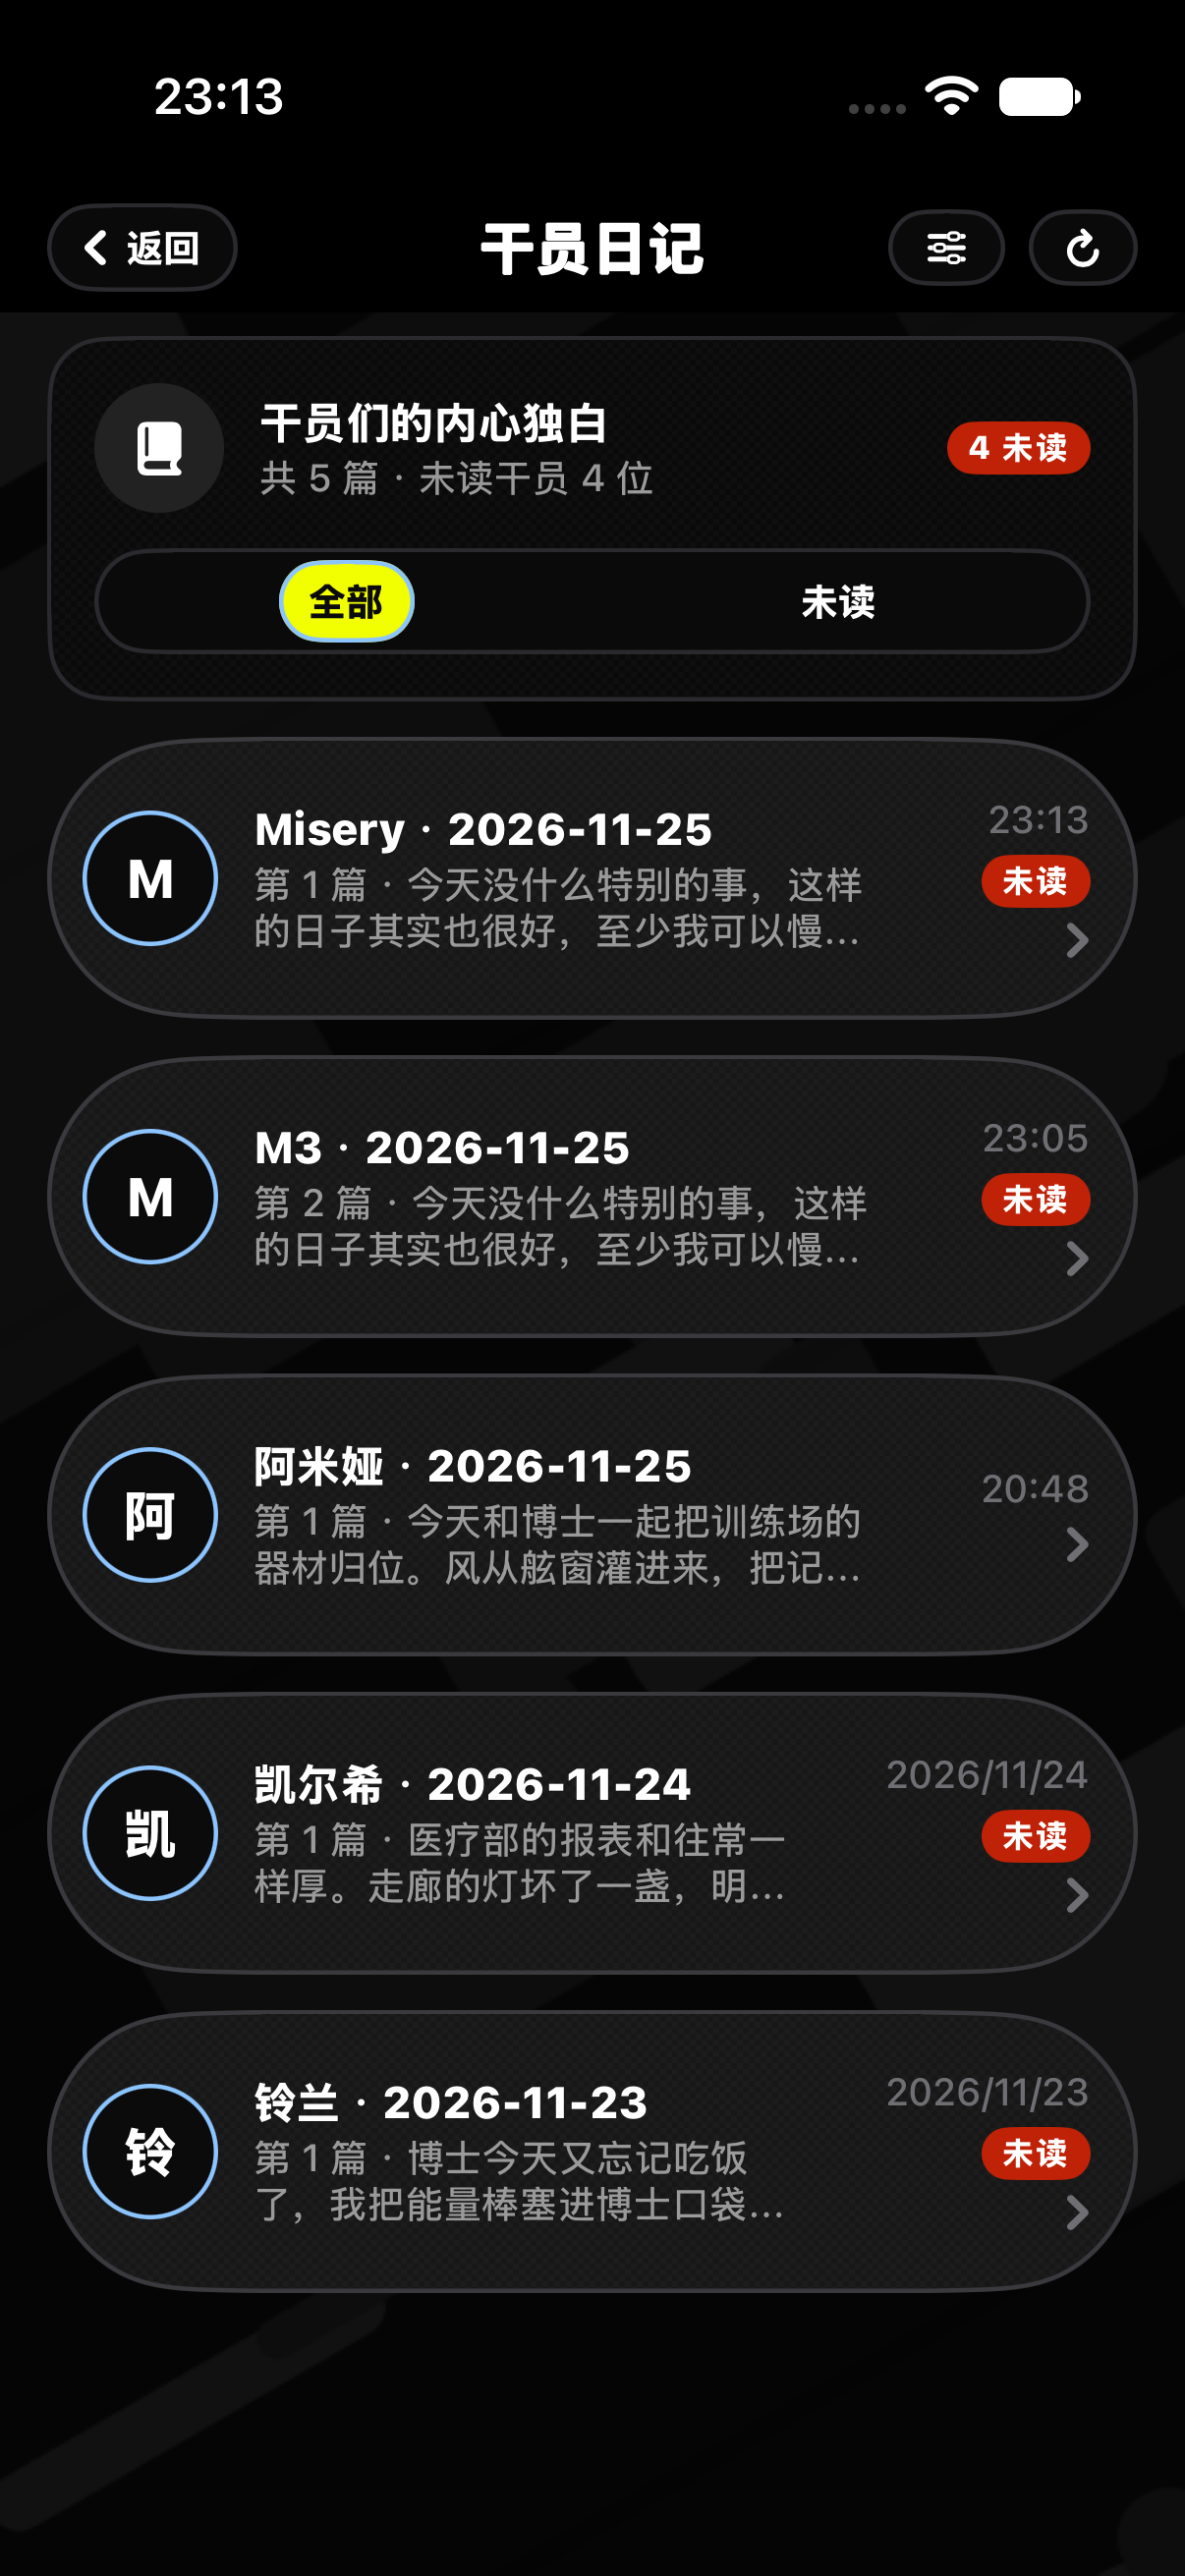 23:13
返回
干员日记
干员们的内心独白
共 5 篇 · 未读干员 4 位
4 未读
全部
未读
Misery · 2026-11-25
第 1 篇 · 今天没什么特别的事，这样
的日子其实也很好，至少我可以慢...
23:13
未读
M
M3 · 2026-11-25
第 2 篇 · 今天没什么特别的事，这样
的日子其实也很好，至少我可以慢...
23:05
未读
M
阿米娅 · 2026-11-25
第 1 篇 · 今天和博士一起把训练场的
器材归位。风从舷窗灌进来，把记...
20:48
阿
凯尔希 · 2026-11-24
第 1 篇 · 医疗部的报表和往常一
样厚。走廊的灯坏了一盏，明...
2026/11/24
未读
凯
铃兰 · 2026-11-23
第 1 篇 · 博士今天又忘记吃饭
了，我把能量棒塞进博士口袋...
2026/11/23
未读
铃